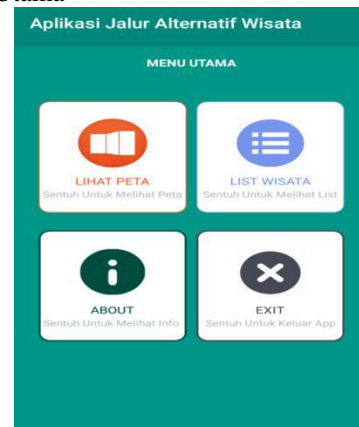 Aplikasi Jalur Alternatif Wisata
MENU UTAMA
LIHAT PETA
Sentuh Untuk Melihat Peta
LIST WISATA
Sentuh Untuk Melihat List
ABOUT
Sentuh Untuk Melihat Info
EXIT
Sentuh Untuk Keluar App